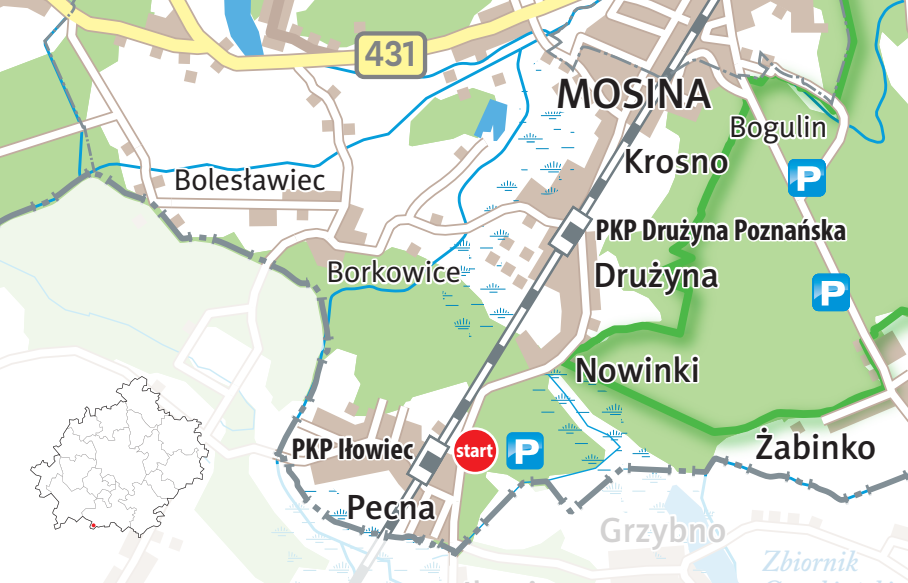 431
MOSINA
Bogulin
Krosno
P
Bolesławiec
PKP Drużyna Poznańska
Borkowice
Drużyna
P
Nowinki
PKP Iłowiec
start
P
Żabinko
Pecna
Grzybno
Zbiornik